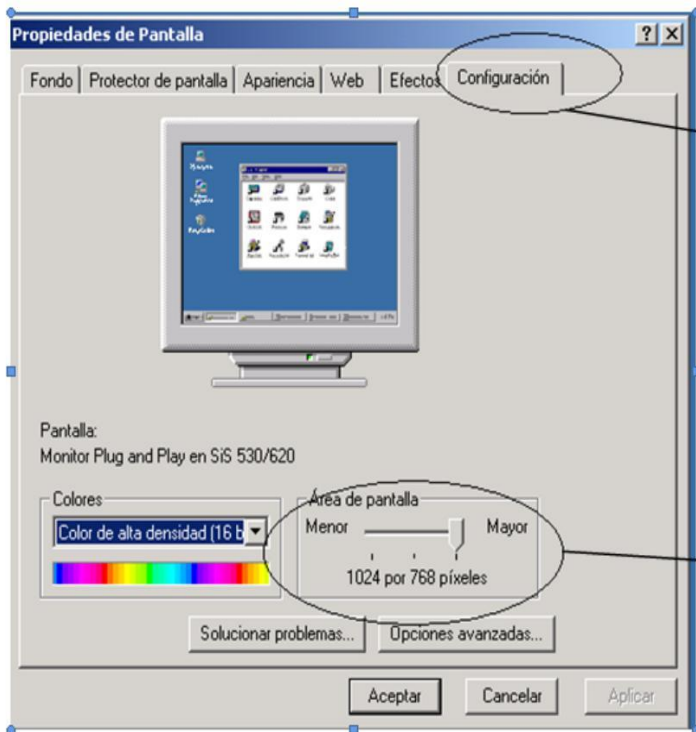 Propiedades de Pantalla
Fondo Protector de pantalla Apariencia Web Efectos Configuración
Pantalla:
Monitor Plug and Play en SiS 530/620
Colores
Color de alta densidad (16 b
Área de pantalla
Menor Mayor
1024 por 768 píxeles
Solucionar problemas... Opciones avanzadas...
Aceptar Cancelar Aplicar